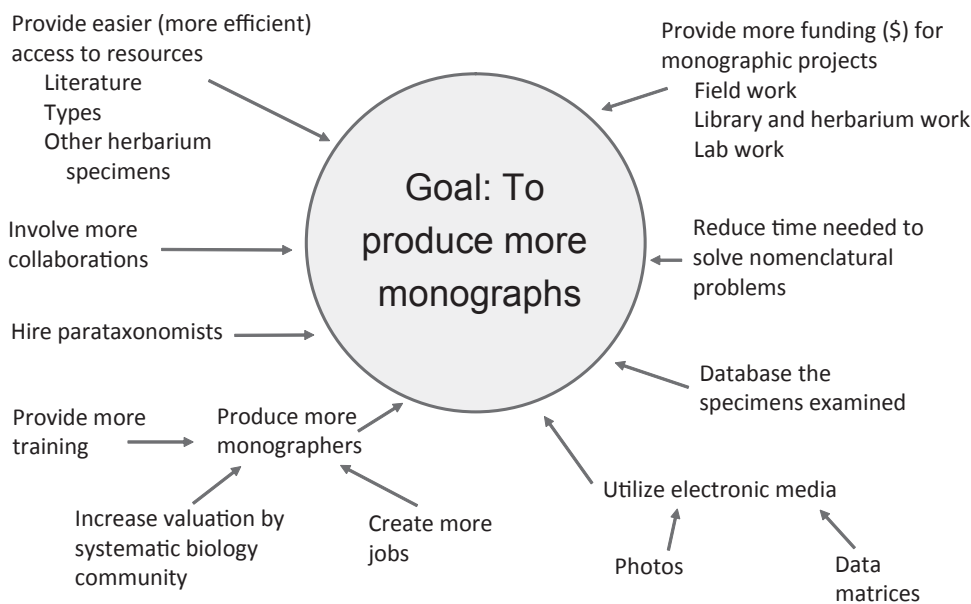 Provide easier (more efficient)
access to resources
Literature
Types
Other herbarium
specimens
Provide more funding ($) for
monographic projects
Field work
Library and herbarium work
Lab work
Goal: To
produce more
monographs
Involve more
collaborations
Reduce time needed to
solve nomenclatural
problems
Hire parataxonomists
Database the
specimens examined
Provide more
training
Produce more
monographers
Utilize electronic media
Increase valuation by
systematic biology
community
Create more
jobs
Photos
Data
matrices